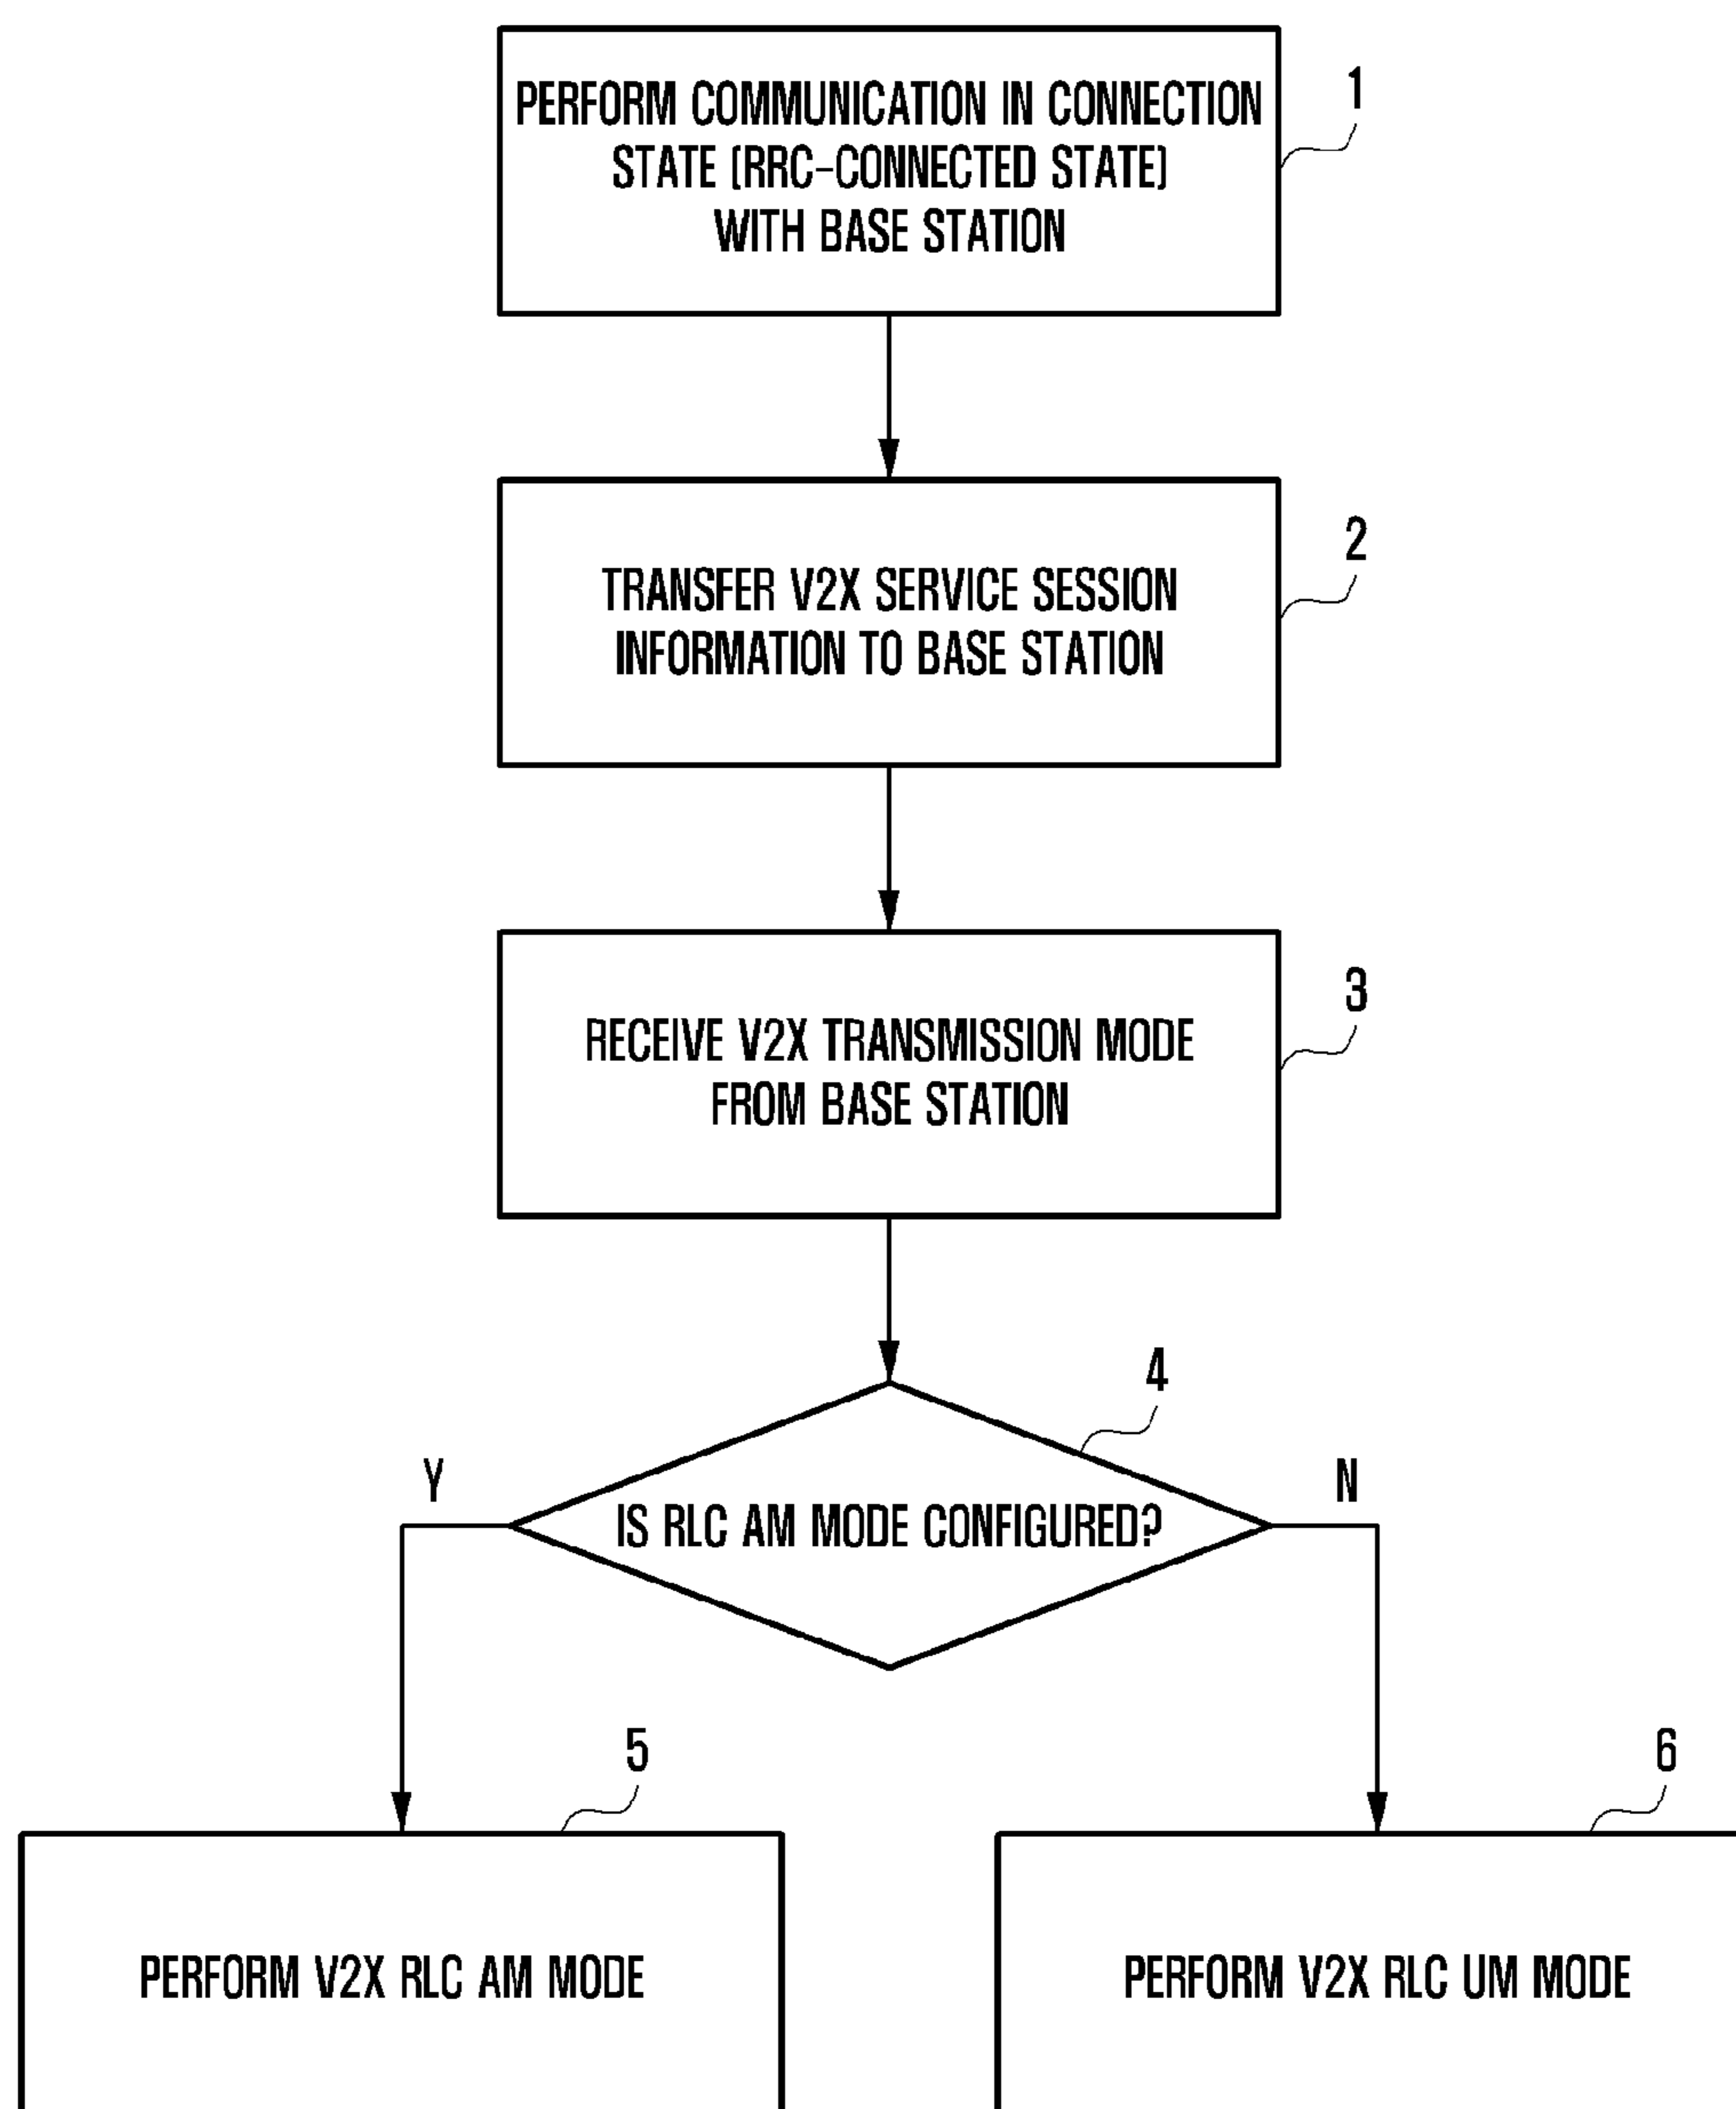 PERFORM COMMUNICATION IN CONNECTION
STATE (RRC-CONNECTED STATE)
WITH BASE STATION
1
TRANSFER V2X SERVICE SESSION
INFORMATION TO BASE STATION
2
RECEIVE V2X TRANSMISSION MODE
FROM BASE STATION
3
4
Y
IS RLC AM MODE CONFIGURED?
N
5
PERFORM V2X RLC AM MODE
6
PERFORM V2X RLC UM MODE